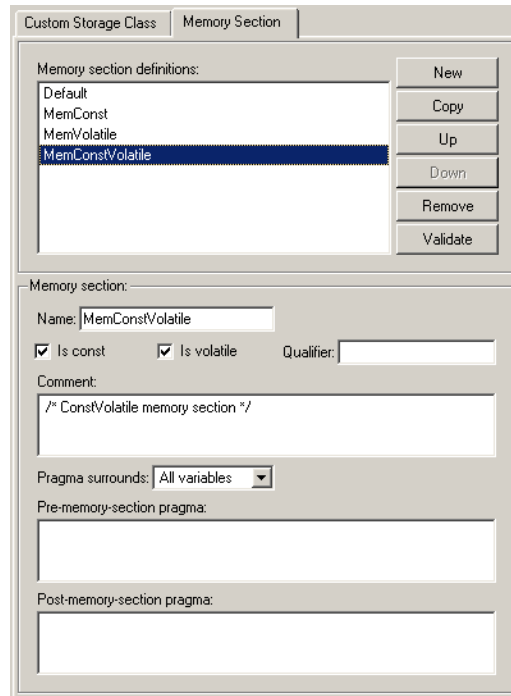 Custom Storage Class Memory Section
Memory section definitions:
New
Default
Copy
MemConst
MemVolatile
Up
MemConstVolatile
Down
Remove
Validate
Memory section:
Name: MemConstVolatile
Is const Is volatile Qualifier:
Comment:
/* ConstVolatile memory section */
Pragma surrounds: All variables
Pre-memory-section pragma:
Post-memory-section pragma: